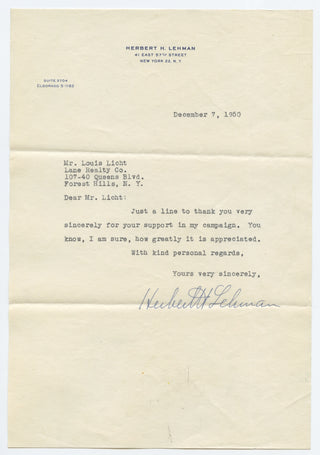 HERBERT H. LEHMAN
41 EAST 57TH STREET
NEW YORK 22, N.Y.
SUITE 2704
ELDORADO 5-1162
December 7, 1950
Mr. Louis Licht
Lane Realty Co.
107-40 Queens Blvd.
Forest Hills, N. Y.
Dear Mr. Licht:
Just a line to thank you very
sincerely for your support in my campaign. You
know, I am sure, how greatly it is appreciated.
With kind personal regards,
Yours very sincerely,
Herbert H Lehman